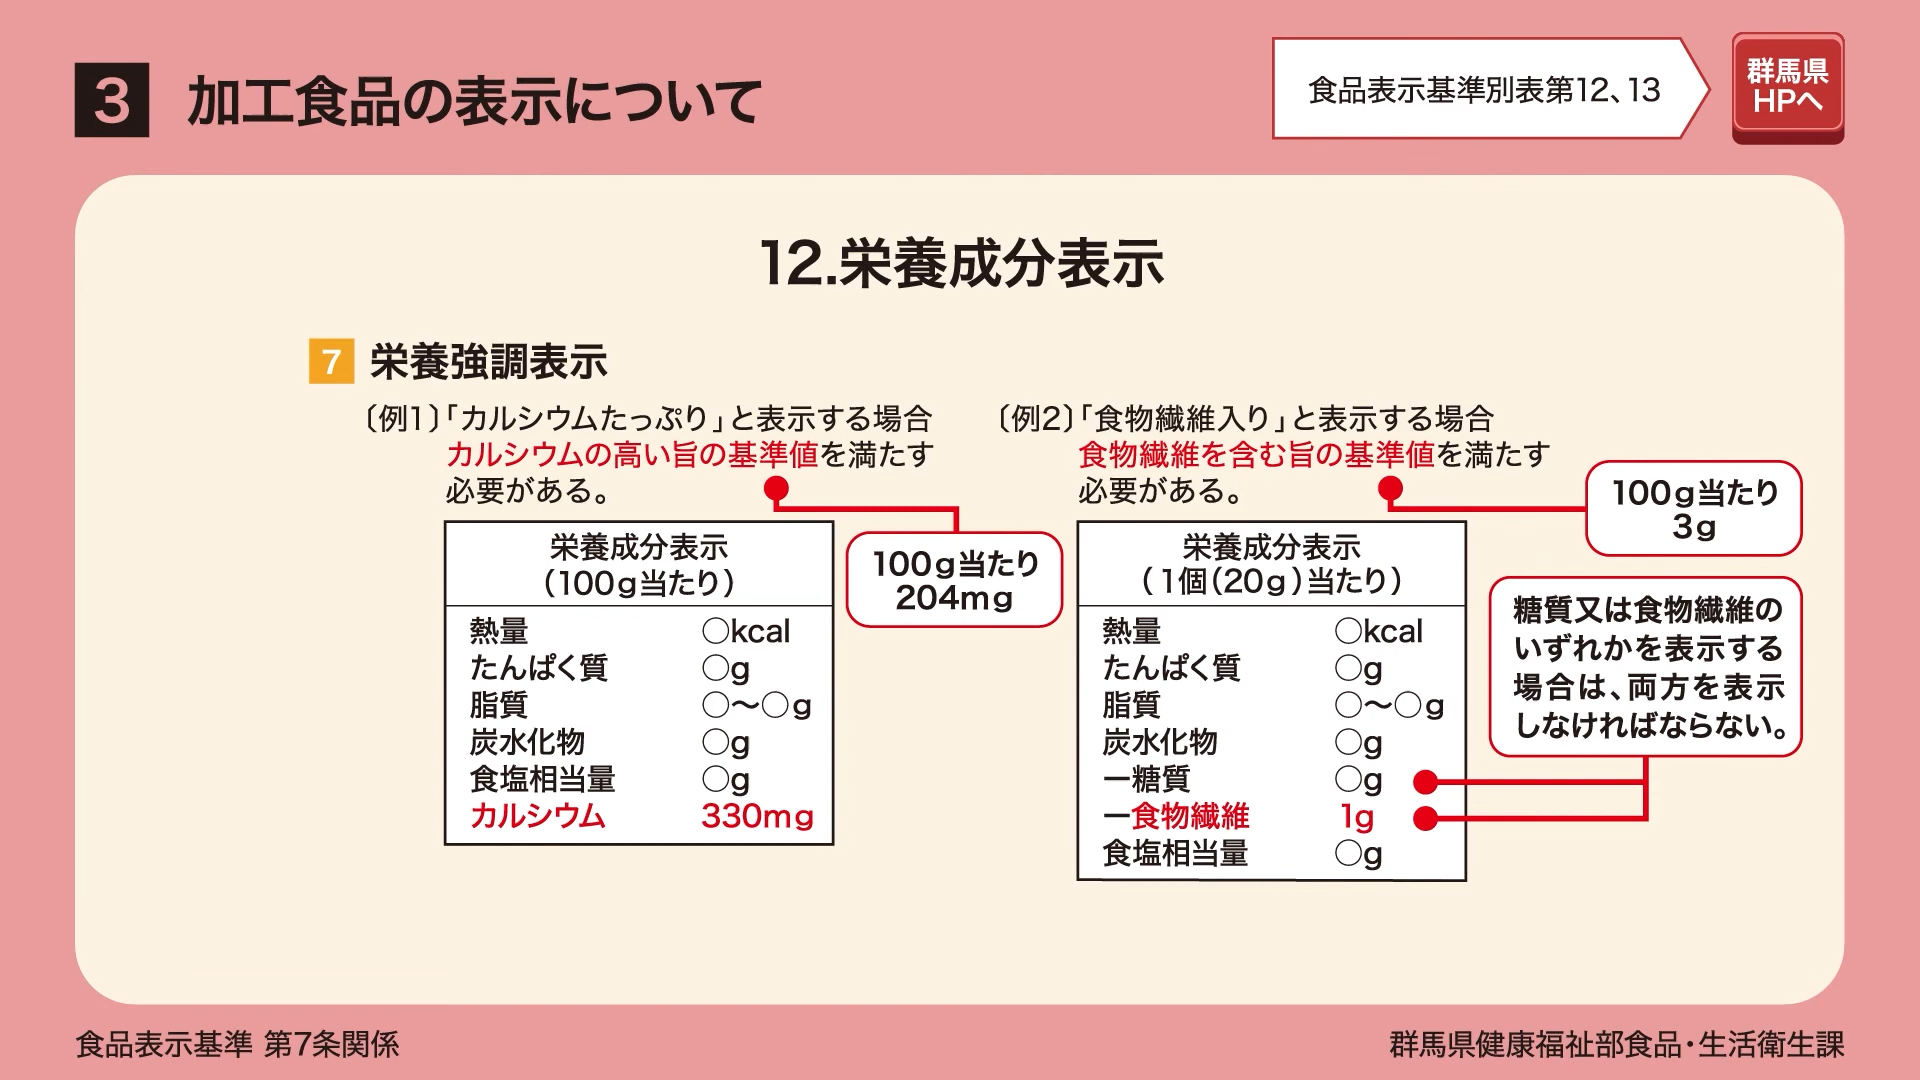 3 加工食品の表示について
食品表示基準別表第12、13
群馬県
HPへ
12.栄養成分表示
7 栄養強調表示
〔例1〕「カルシウムたっぷり」と表示する場合
カルシウムの高い旨の基準値を満たす
必要がある。
100g当たり
204mg
栄養成分表示
（100g当たり）
熱量 ○kcal
たんぱく質 ○g
脂質 ○～○g
炭水化物 ○g
食塩相当量 ○g
カルシウム 330mg
〔例2〕「食物繊維入り」と表示する場合
食物繊維を含む旨の基準値を満たす
必要がある。
100g当たり
3g
栄養成分表示
（1個（20g）当たり）
熱量 ○kcal
たんぱく質 ○g
脂質 ○～○g
炭水化物 ○g
ー糖質 ○g
ー食物繊維 1g
食塩相当量 ○g
糖質又は食物繊維の
いずれかを表示する
場合は、両方を表示
しなければならない。
食品表示基準 第7条関係
群馬県健康福祉部食品・生活衛生課